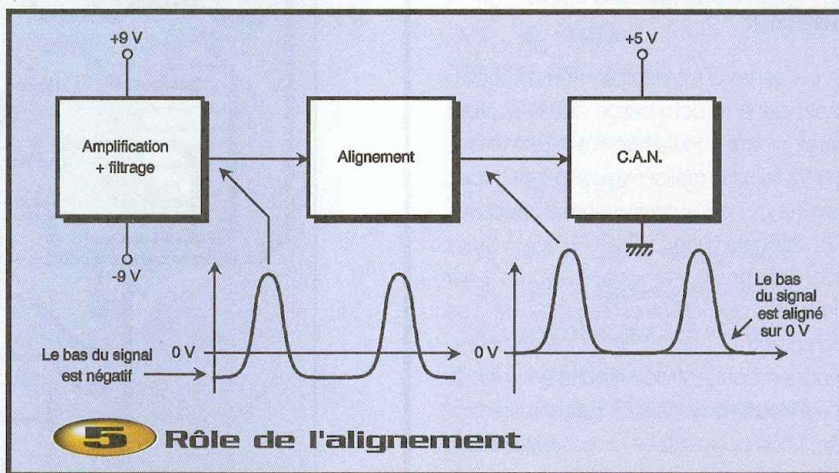 +9 V
+5 V
Amplification
+ filtrage
Alignement
C.A.N.
-9 V
Le bas
du signal
est aligné
sur 0 V
0 V
0 V
Le bas du signal
est négatif
5 Rôle de l'alignement